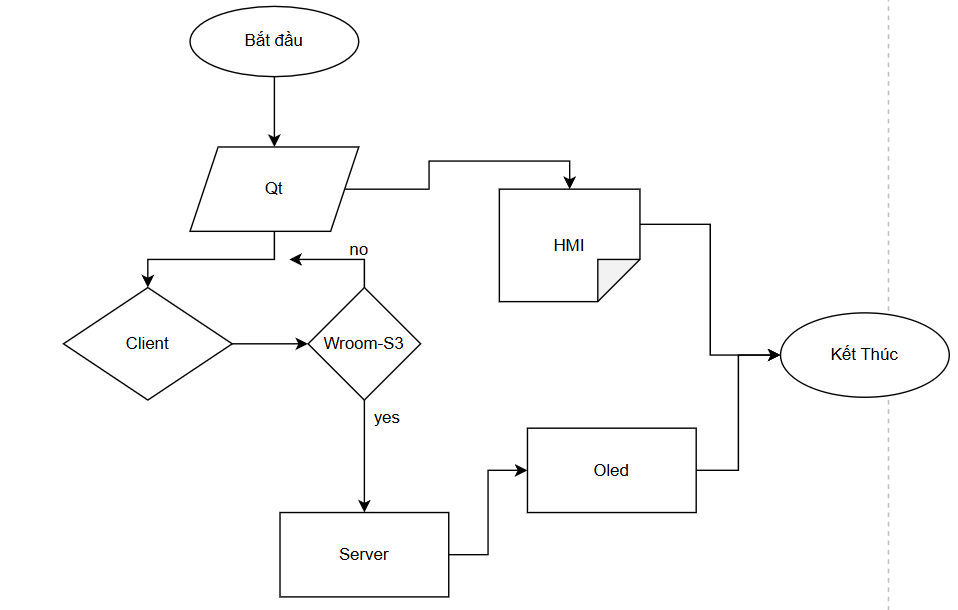 Bắt đầu
Qt
HMI
no
Client
Wroom-S3
Kết Thúc
yes
Oled
Server